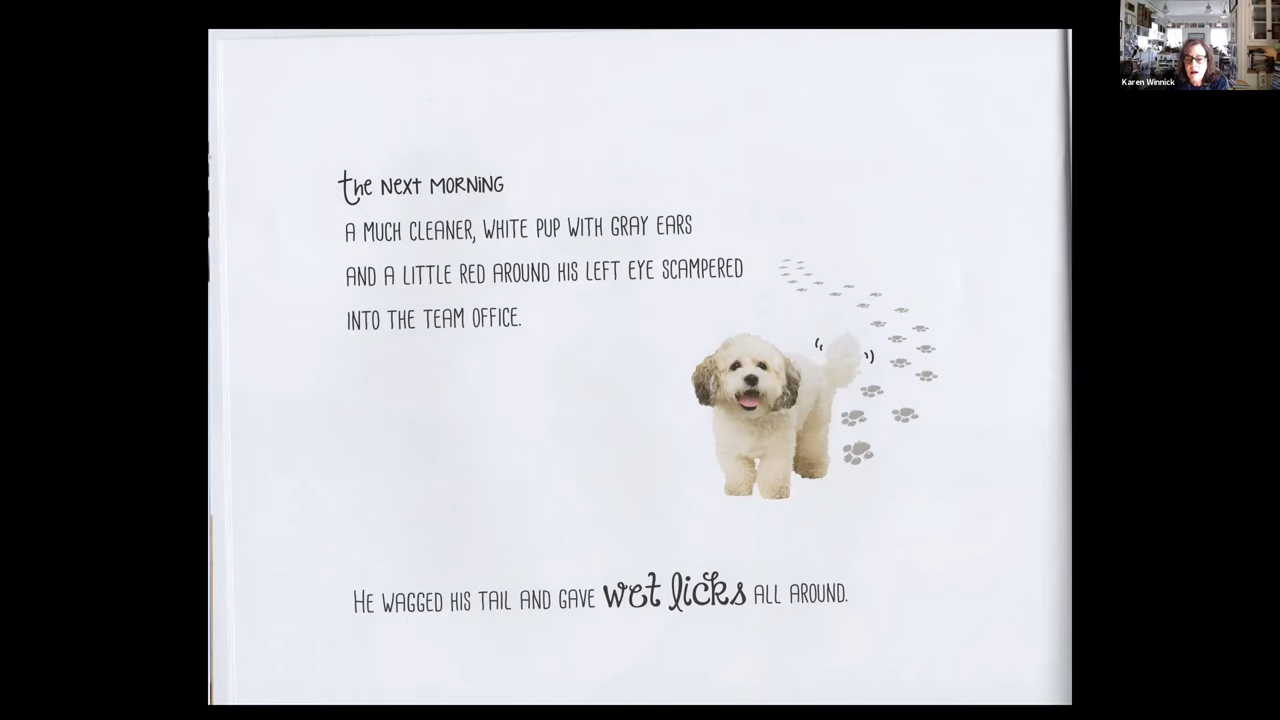 the NEXT MORNING
A MUCH CLEANER, WHITE PUP WITH GRAY EARS
AND A LITTLE RED AROUND HIS LEFT EYE SCAMPERED
INTO THE TEAM OFFICE.
HE WAGGED HIS TAIL AND GAVE wet licks ALL AROUND.
Karen Winnick